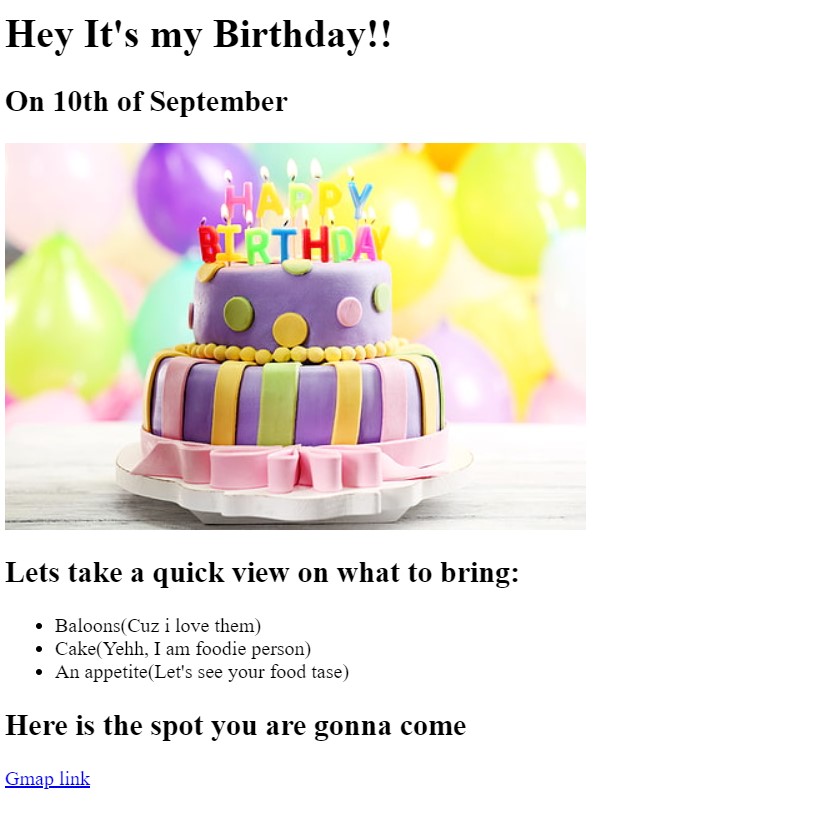 Hey It's my Birthday!!
On 10th of September
HAPPY
BIRTHDAY
Lets take a quick view on what to bring:
Baloons(Cuz i love them)
Cake(Yehh, I am foodie person)
An appetite(Let's see your food tase)
Here is the spot you are gonna come
Gmap link